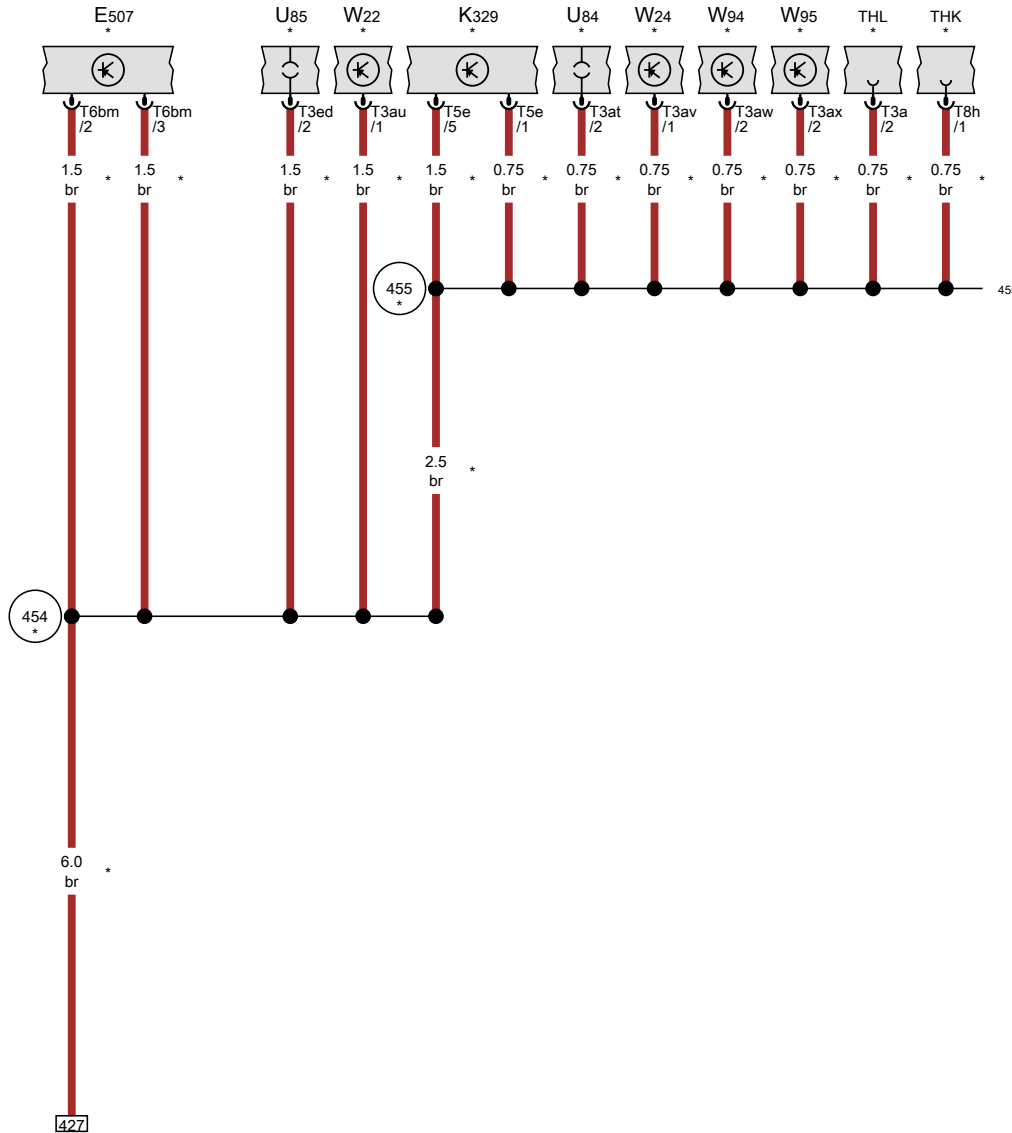 E507 U85 W22 K329 U84 W24 W94 W95 THL THK
* * * * * * * * * *
T6bm T6bm T3ed T3au T5e T5e T3at T3av T3aw T3ax T3a T8h
/2 /3 /2 /1 /5 /1 /2 /1 /2 /2 /2 /1
1.5 1.5 1.5 1.5 1.5 0.75 0.75 0.75 0.75 0.75 0.75 0.75
* * * * * * * * * * * *
br br br br br br br br br br br br
455
*
45
2.5
*
br
454
*
6.0
*
br
427